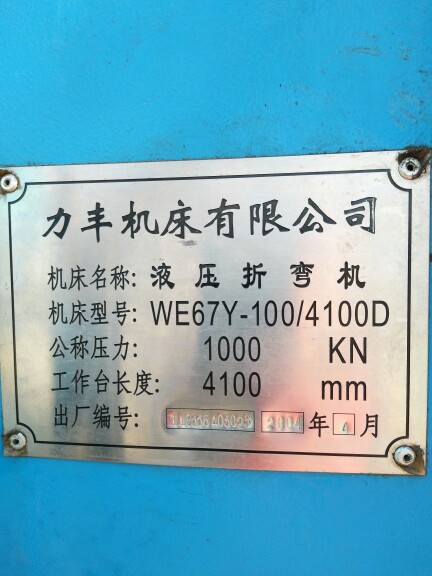 力丰机床有限公司
机床名称: 液压折弯机
机床型号: WE67Y-100/4100D
公称压力: 1000 KN
工作台长度: 4100 mm
出厂编号: 年 4 月